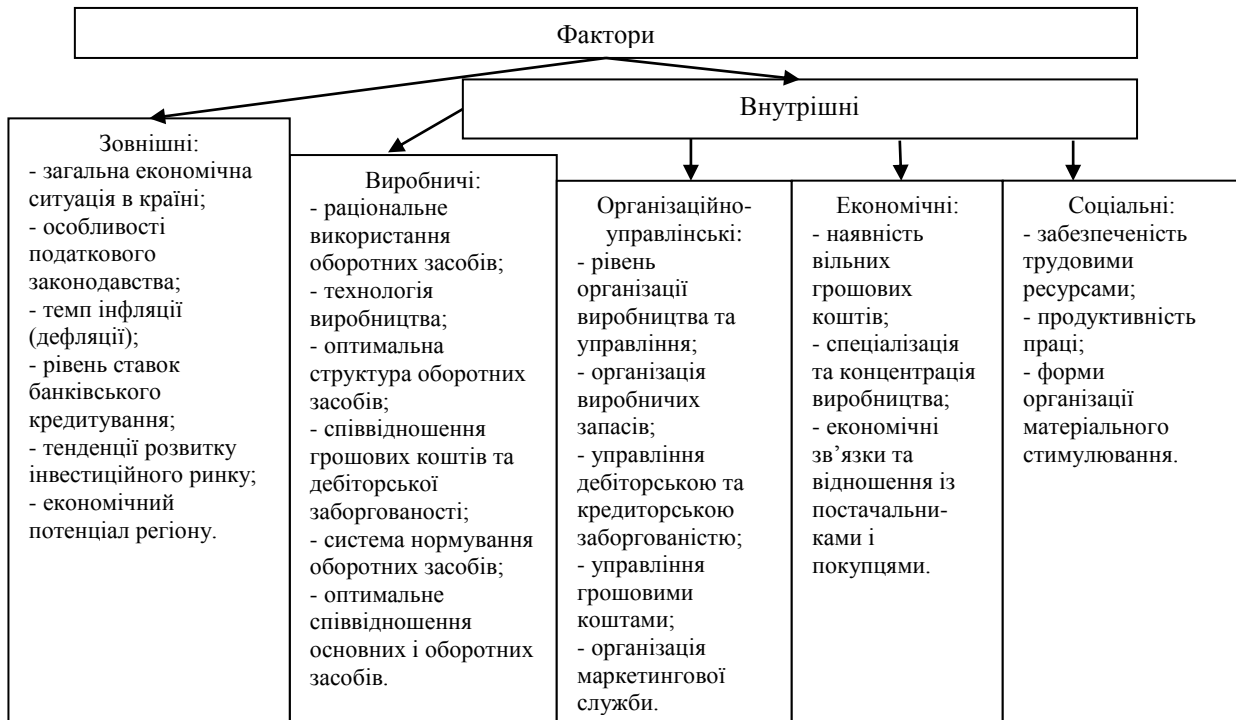 Фактори
Внутрішні
Зовнішні:
- загальна економічна
ситуація в країні;
- особливості
податкового
законодавства;
- темп інфляції
(дефляції);
- рівень ставок
банківського
кредитування;
- тенденції розвитку
інвестиційного ринку;
- економічний
потенціал регіону.
Виробничі:
- раціональне
використання
оборотних засобів;
- технологія
виробництва;
- оптимальна
структура оборотних
засобів;
- співвідношення
грошових коштів та
дебіторської
заборгованості;
- система нормування
оборотних засобів;
- оптимальне
співвідношення
основних і оборотних
засобів.
Організаційно-
управлінські:
- рівень
організації
виробництва та
управління;
- організація
виробничих
запасів;
- управління
дебіторською та
кредиторською
заборгованістю;
- управління
грошовими
коштами;
- організація
маркетингової
служби.
Економічні:
- наявність
вільних
грошових
коштів;
- спеціалізація
та концентрація
виробництва;
- економічні
зв’язки та
відношення із
постачальни-
ками і
покупцями.
Соціальні:
- забезпеченість
трудовими
ресурсами;
- продуктивність
праці;
- форми
організації
матеріального
стимулювання.